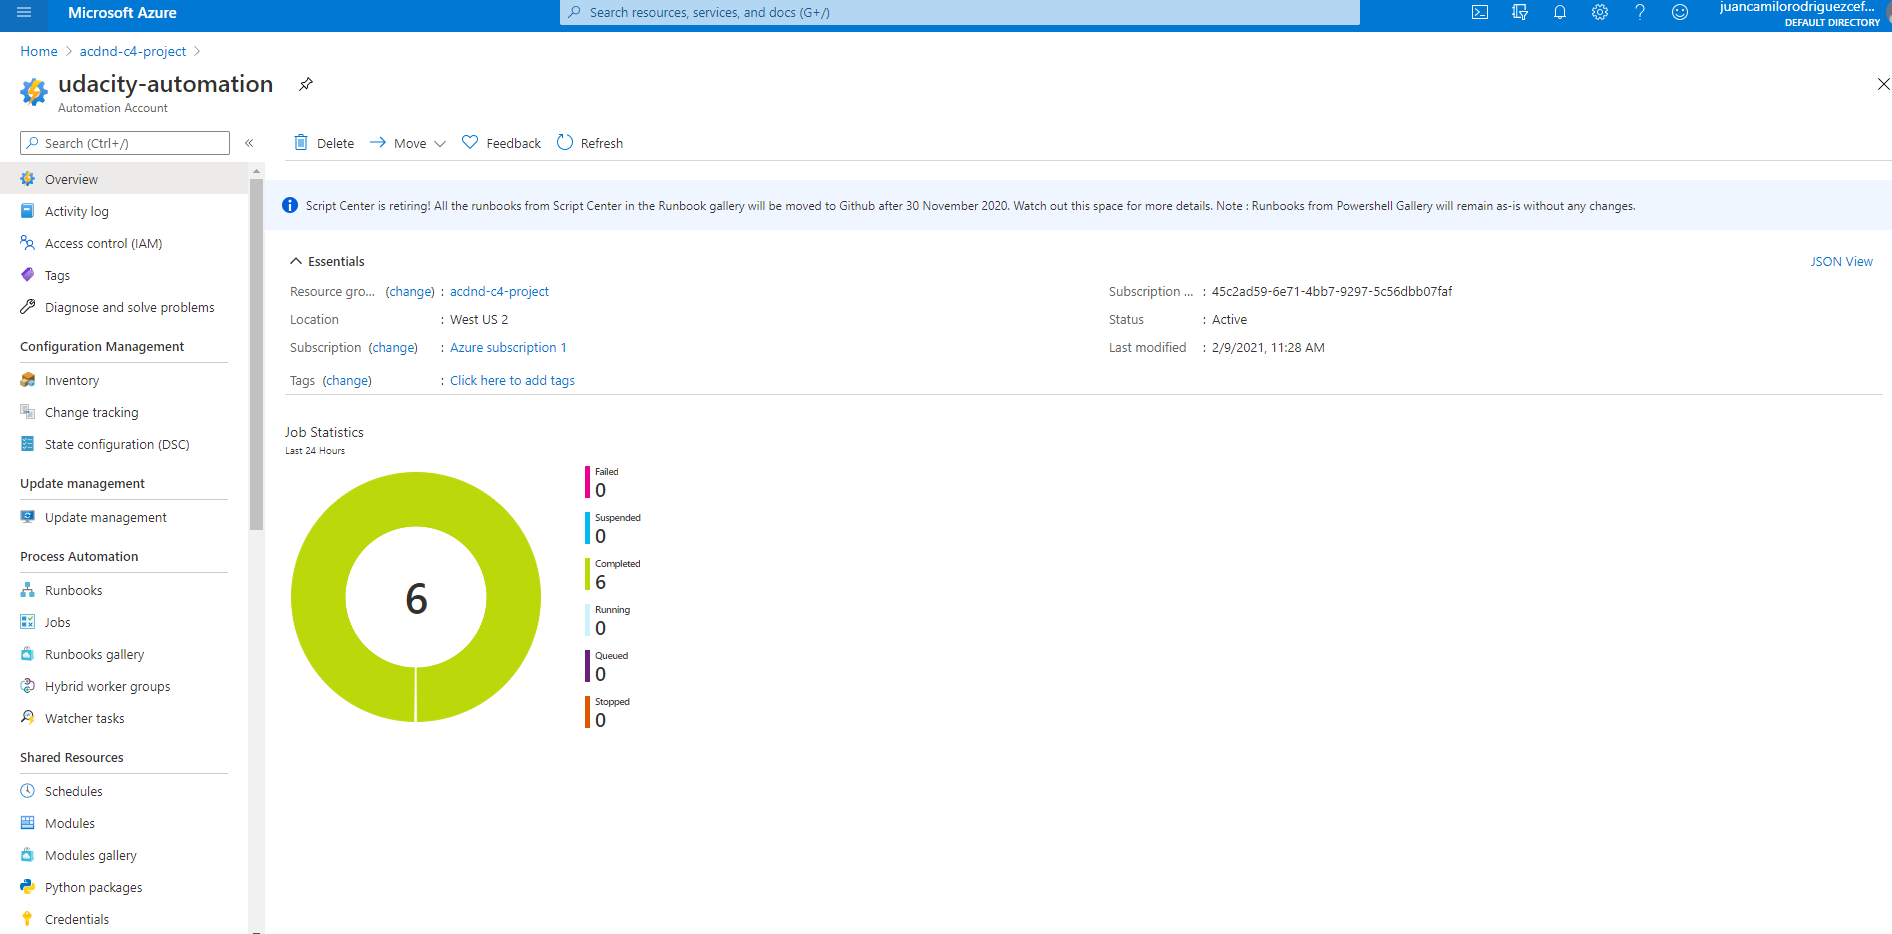 Microsoft Azure
Search resources, services, and docs (G+/)
juancamilorodriguezcef...
DEFAULT DIRECTORY
Home > acdnd-c4-project >
udacity-automation
Automation Account
Search (Ctrl+/)
«
Delete
Move
Feedback
Refresh
Overview
Activity log
Access control (IAM)
Tags
Diagnose and solve problems
Configuration Management
Inventory
Change tracking
State configuration (DSC)
Update management
Update management
Process Automation
Runbooks
Jobs
Runbooks gallery
Hybrid worker groups
Watcher tasks
Shared Resources
Schedules
Modules
Modules gallery
Python packages
Credentials
Script Center is retiring! All the runbooks from Script Center in the Runbook gallery will be moved to Github after 30 November 2020. Watch out this space for more details. Note : Runbooks from Powershell Gallery will remain as-is without any changes.
Essentials
JSON View
Resource gro... (change) : acdnd-c4-project
Location : West US 2
Subscription (change) : Azure subscription 1
Tags (change) : Click here to add tags
Subscription ... : 45c2ad59-6e71-4bb7-9297-5c56dbb07faf
Status : Active
Last modified : 2/9/2021, 11:28 AM
Job Statistics
Last 24 Hours
6
Failed
0
Suspended
0
Completed
6
Running
0
Queued
0
Stopped
0